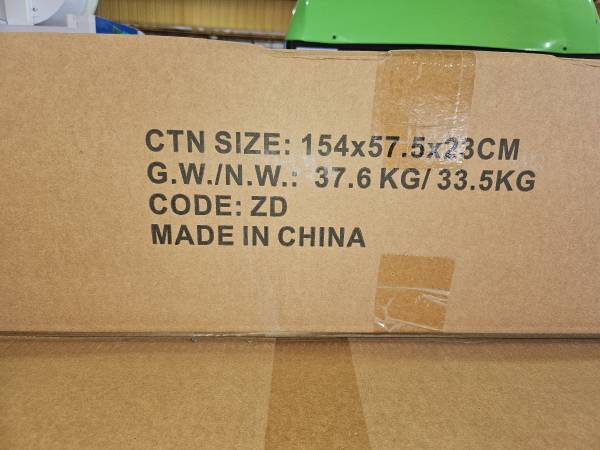 CTN SIZE: 154x57.5x23CM
G.W./N.W.: 37.6 KG/ 33.5KG
CODE: ZD
MADE IN CHINA